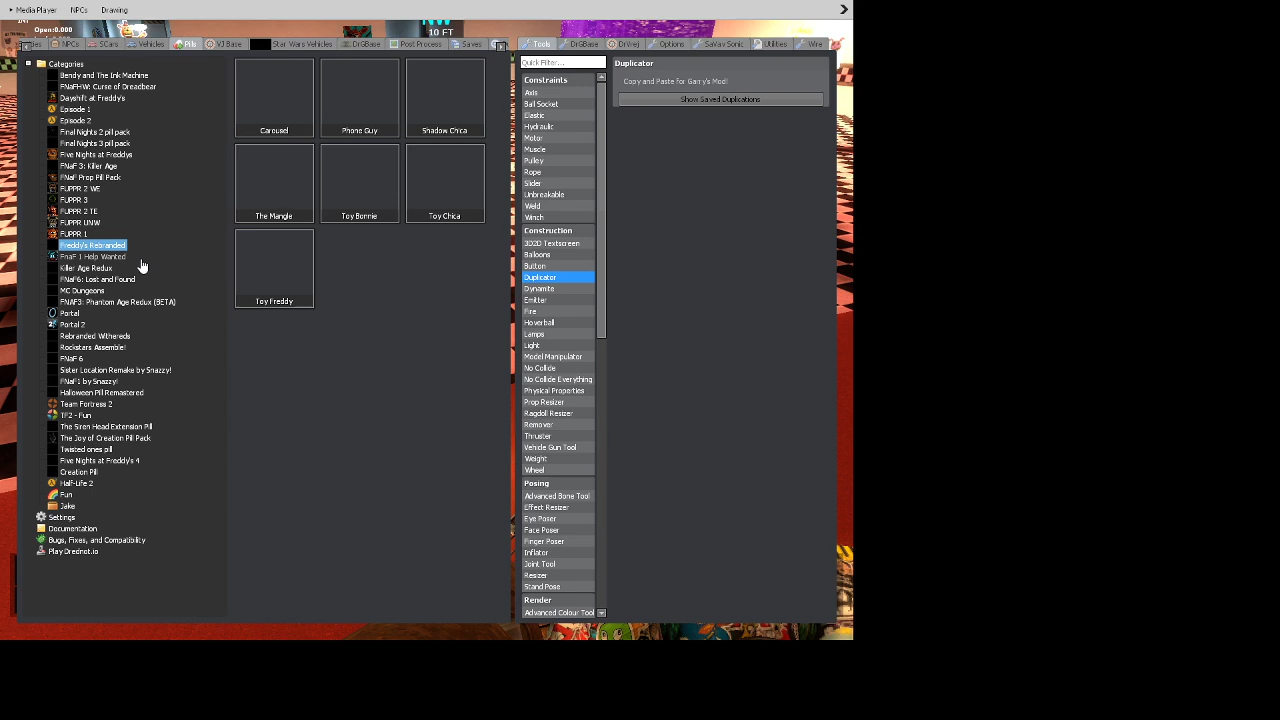 MediaPlayer NPCs Drawing
Open:0.000
10 FT
NPCs SCars Vehicles Pills VJ Base Star Wars Vehicles DrGBase Post Process Saves
Tools DrGBase DrVrej Options SavAv Sonic Utilities Wire
Categories
Bendy and The Ink Machine
FNaFHW: Curse of Dreadbear
Dayshift at Freddy's
Episode 1
Episode 2
Final Nights 2 pill pack
Final Nights 3 pill pack
Five Nights at Freddys
FNaF 3: Killer Age
FNaF Prop Pill Pack
FUPPR 2 WE
FUPPR 3
FUPPR 2 TE
FUPPR UNW
FUPPR 1
Freddy's Rebranded
FnaF 1 Help Wanted
Killer Age Redux
FNaF6: Lost and Found
MC Dungeons
FNAF3: Phantom Age Redux (BETA)
Portal
Portal 2
Rebranded Withereds
Rockstars Assemble!
FNaF 6
Sister Location Remake by Snazzy!
FNaF1 by Snazzy!
Halloween Pill Remastered
Team Fortress 2
TF2 - Fun
The Siren Head Extension Pill
The Joy of Creation Pill Pack
Twisted ones pill
Five Nights at Freddy's 4
Creation Pill
Half-Life 2
Fun
Jake
Settings
Documentation
Bugs, Fixes, and Compatibility
Play Drednot.io
Carousel Phone Guy Shadow Chica
The Mangle Toy Bonnie Toy Chica
Toy Freddy
Quick Filter...
Constraints
Axis
Ball Socket
Elastic
Hydraulic
Motor
Muscle
Pulley
Rope
Slider
Unbreakable
Weld
Winch
Construction
3D2D Textscreen
Balloons
Button
Duplicator
Dynamite
Emitter
Fire
Hoverball
Lamps
Light
Model Manipulator
No Collide
No Collide Everything
Physical Properties
Prop Resizer
Ragdoll Resizer
Remover
Thruster
Vehicle Gun Tool
Weight
Wheel
Posing
Advanced Bone Tool
Effect Resizer
Eye Poser
Face Poser
Finger Poser
Inflator
Joint Tool
Resizer
Stand Pose
Render
Advanced Colour Tool
Duplicator
Copy and Paste for Garry's Mod!
Show Saved Duplications